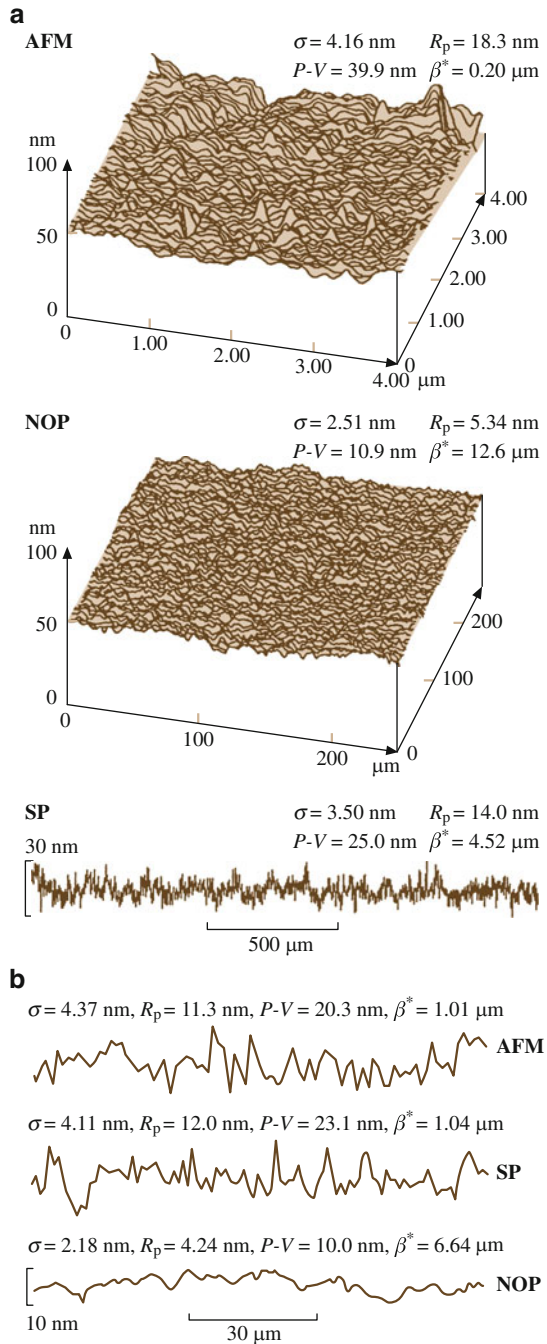 a
AFM
σ = 4.16 nm Rp = 18.3 nm
P-V = 39.9 nm β* = 0.20 μm
nm
100
50
0
0
1.00
2.00
3.00
4.00 μm
0
1.00
2.00
3.00
4.00
NOP
σ = 2.51 nm Rp = 5.34 nm
P-V = 10.9 nm β* = 12.6 μm
nm
100
50
0
0
100
200
μm
0
100
200
SP
σ = 3.50 nm Rp = 14.0 nm
P-V = 25.0 nm β* = 4.52 μm
30 nm
500 μm
b
σ = 4.37 nm, Rp = 11.3 nm, P-V = 20.3 nm, β* = 1.01 μm
AFM
σ = 4.11 nm, Rp = 12.0 nm, P-V = 23.1 nm, β* = 1.04 μm
SP
σ = 2.18 nm, Rp = 4.24 nm, P-V = 10.0 nm, β* = 6.64 μm
NOP
10 nm
30 μm